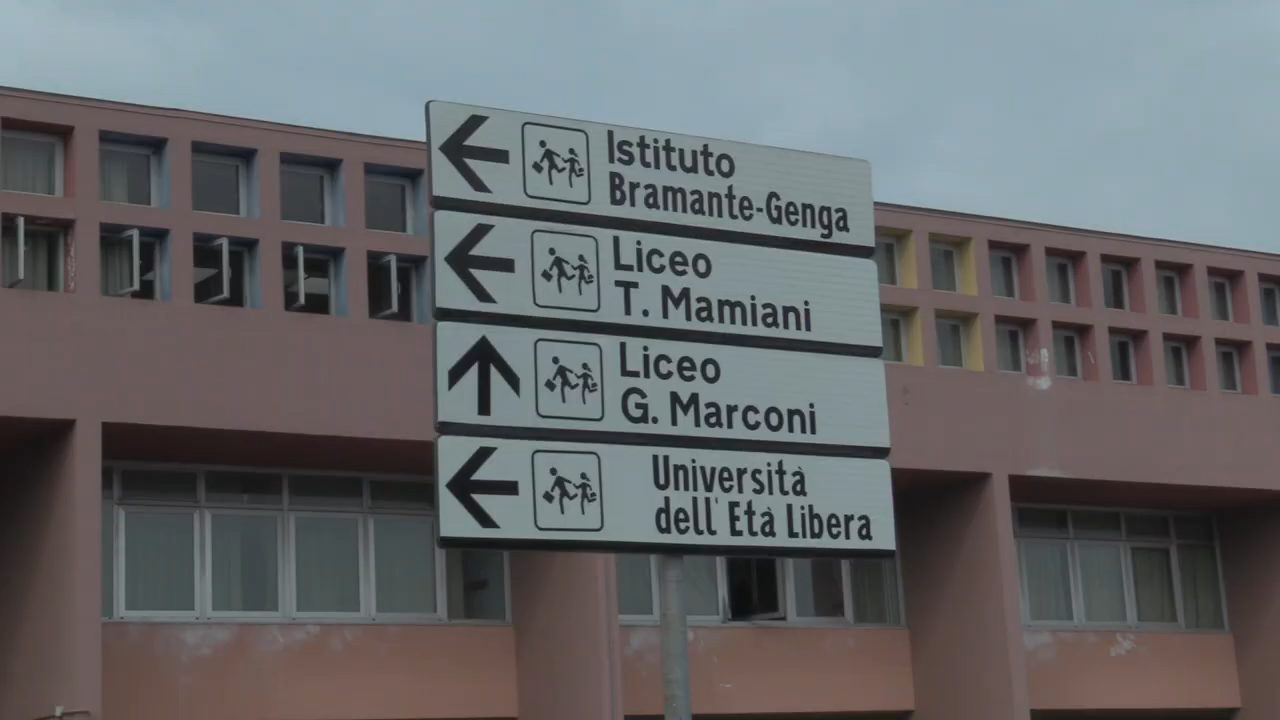 Istituto
Bramante-Genga
Liceo
T. Mamiani
Liceo
G. Marconi
Università
dell' Età Libera